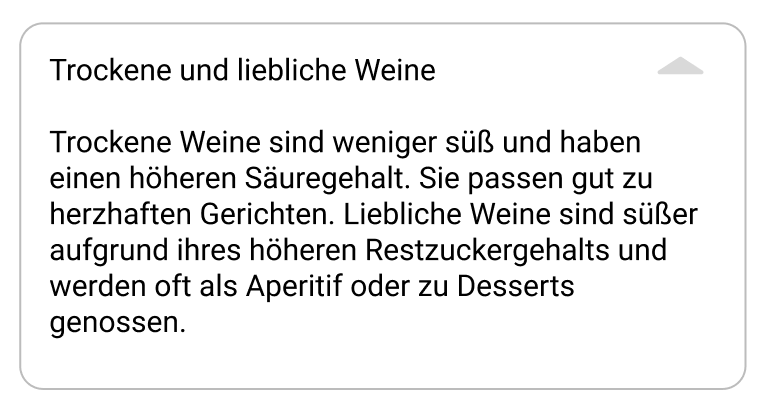 Trockene und liebliche Weine
Trockene Weine sind weniger süß und haben
einen höheren Säuregehalt. Sie passen gut zu
herzhaften Gerichten. Liebliche Weine sind süßer
aufgrund ihres höheren Restzuckergehalts und
werden oft als Aperitif oder zu Desserts
genossen.